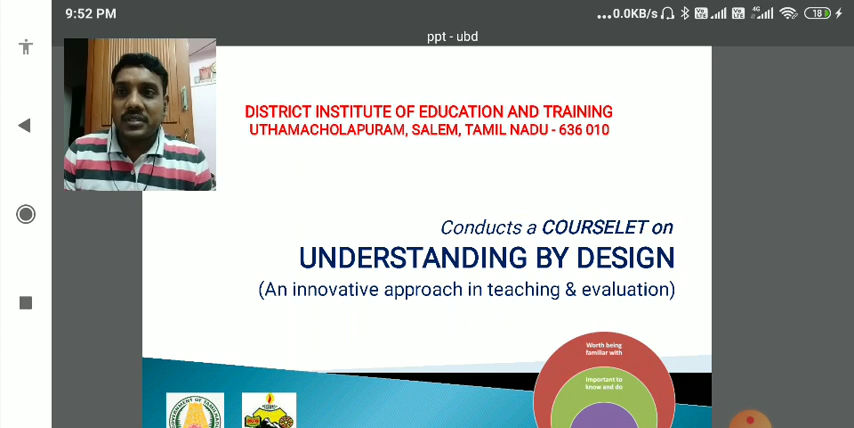 9:52 PM
...0.0KB/s
4G
18
ppt - ubd
DISTRICT INSTITUTE OF EDUCATION AND TRAINING
UTHAMACHOLAPURAM, SALEM, TAMIL NADU - 636 010
Conducts a COURSELET on
UNDERSTANDING BY DESIGN
(An innovative approach in teaching & evaluation)
Worth being
familiar with
Important to
know and do